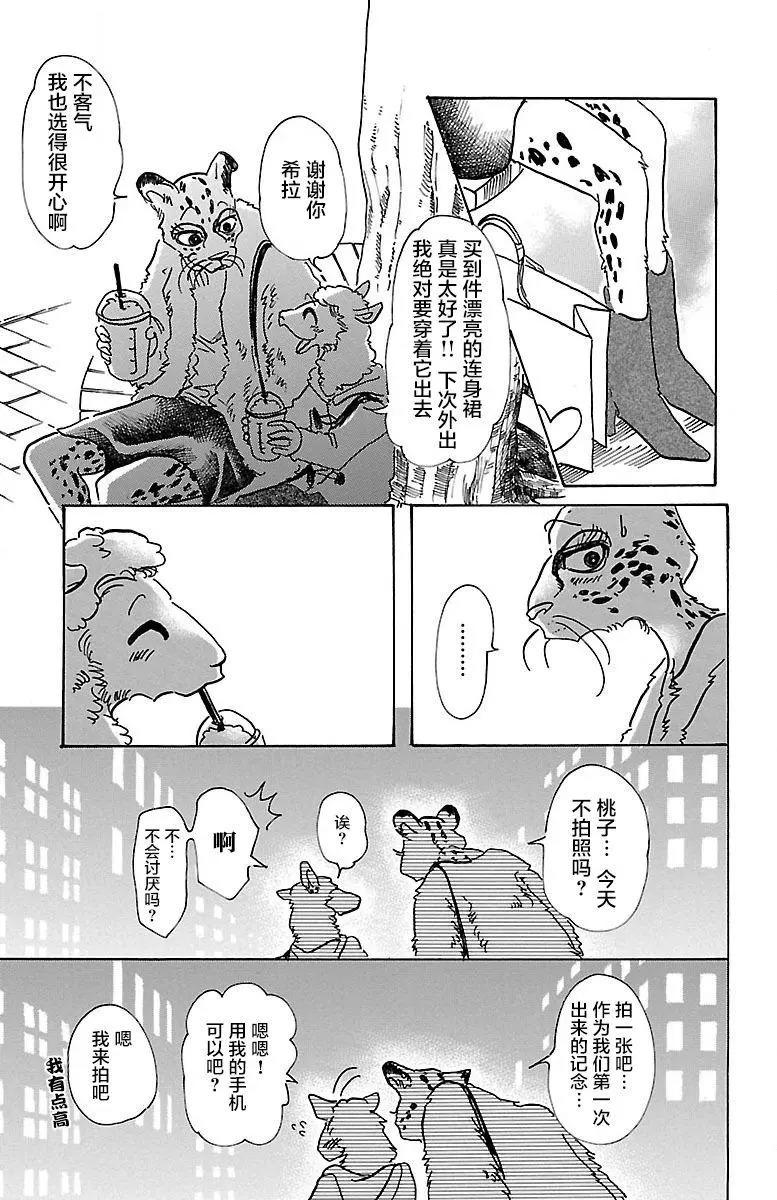 买到件漂亮的连身裙
真是太好了!! 下次外出
我绝对要穿着它出去
谢谢你
希拉
不客气
我也选得很开心啊
………
桃子… 今天
不拍照吗?
诶?
啊
不…
不会讨厌吗?
拍一张吧…
作为我们第一次
出来的记念…
嗯嗯!
用我的手机
可以吧?
嗯
我来拍吧
我有点高